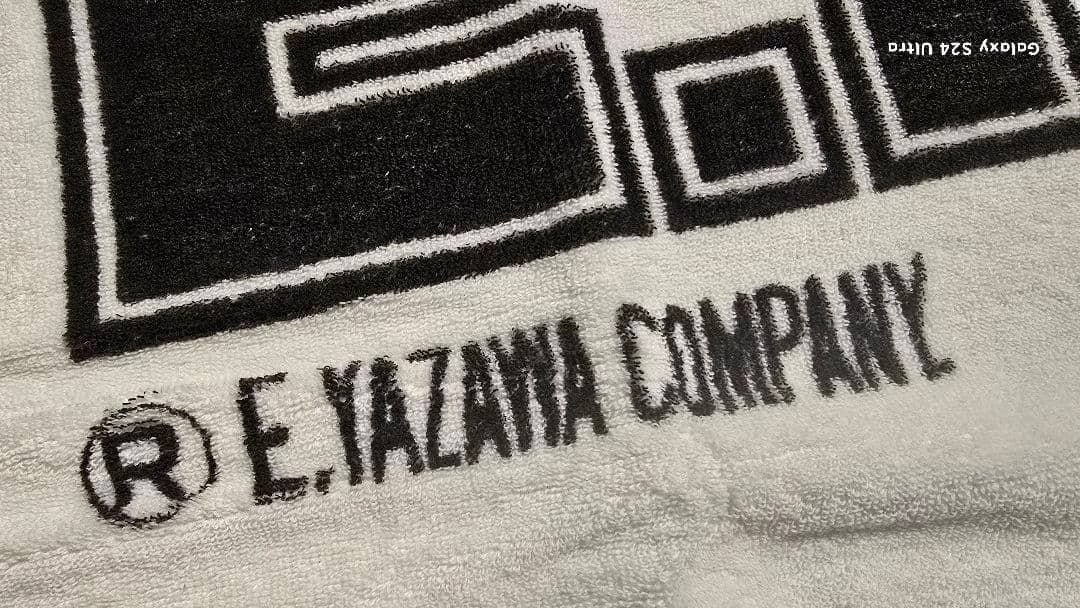 Galaxy S24 Ultra
E.
® E.YAZAWA COMPANY